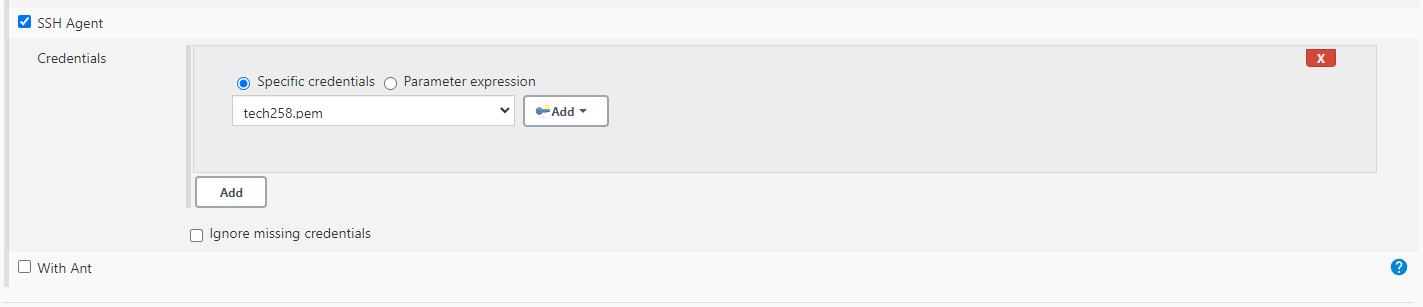 SSH Agent
Credentials
X
Specific credentials Parameter expression
tech258.pem Add
Add
Ignore missing credentials
With Ant
?